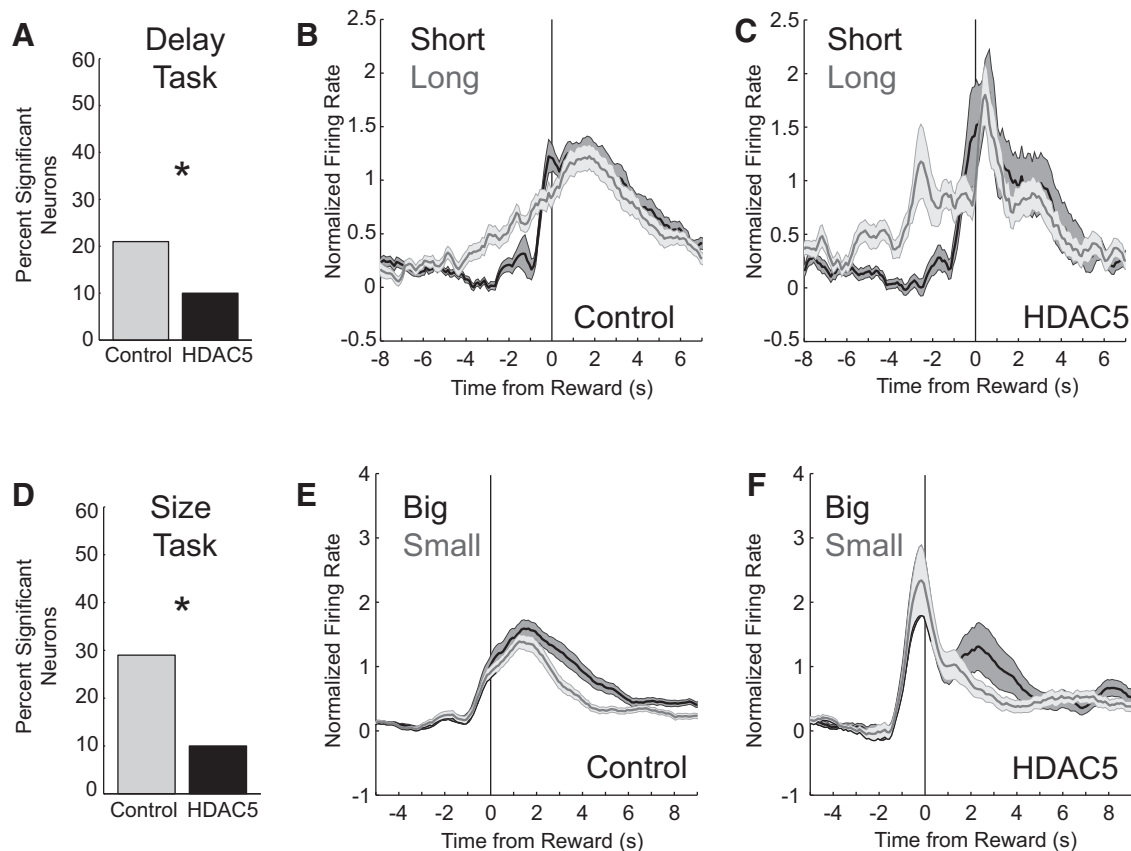 A
Delay
Task
Percent Significant
Neurons
60
50
40
30
20
10
0
*
Control HDAC5
B
Short
Long
Normalized Firing Rate
2.5
2
1.5
1
0.5
0
-0.5
Control
-8 -6 -4 -2 0 2 4 6
Time from Reward (s)
C
Short
Long
Normalized Firing Rate
2.5
2
1.5
1
0.5
0
-0.5
HDAC5
-8 -6 -4 -2 0 2 4 6
Time from Reward (s)
D
Size
Task
Percent Significant
Neurons
60
50
40
30
20
10
0
*
Control HDAC5
E
Big
Small
Normalized Firing Rate
4
3
2
1
0
-1
Control
-4 -2 0 2 4 6 8
Time from Reward (s)
F
Big
Small
Normalized Firing Rate
4
3
2
1
0
-1
HDAC5
-4 -2 0 2 4 6 8
Time from Reward (s)